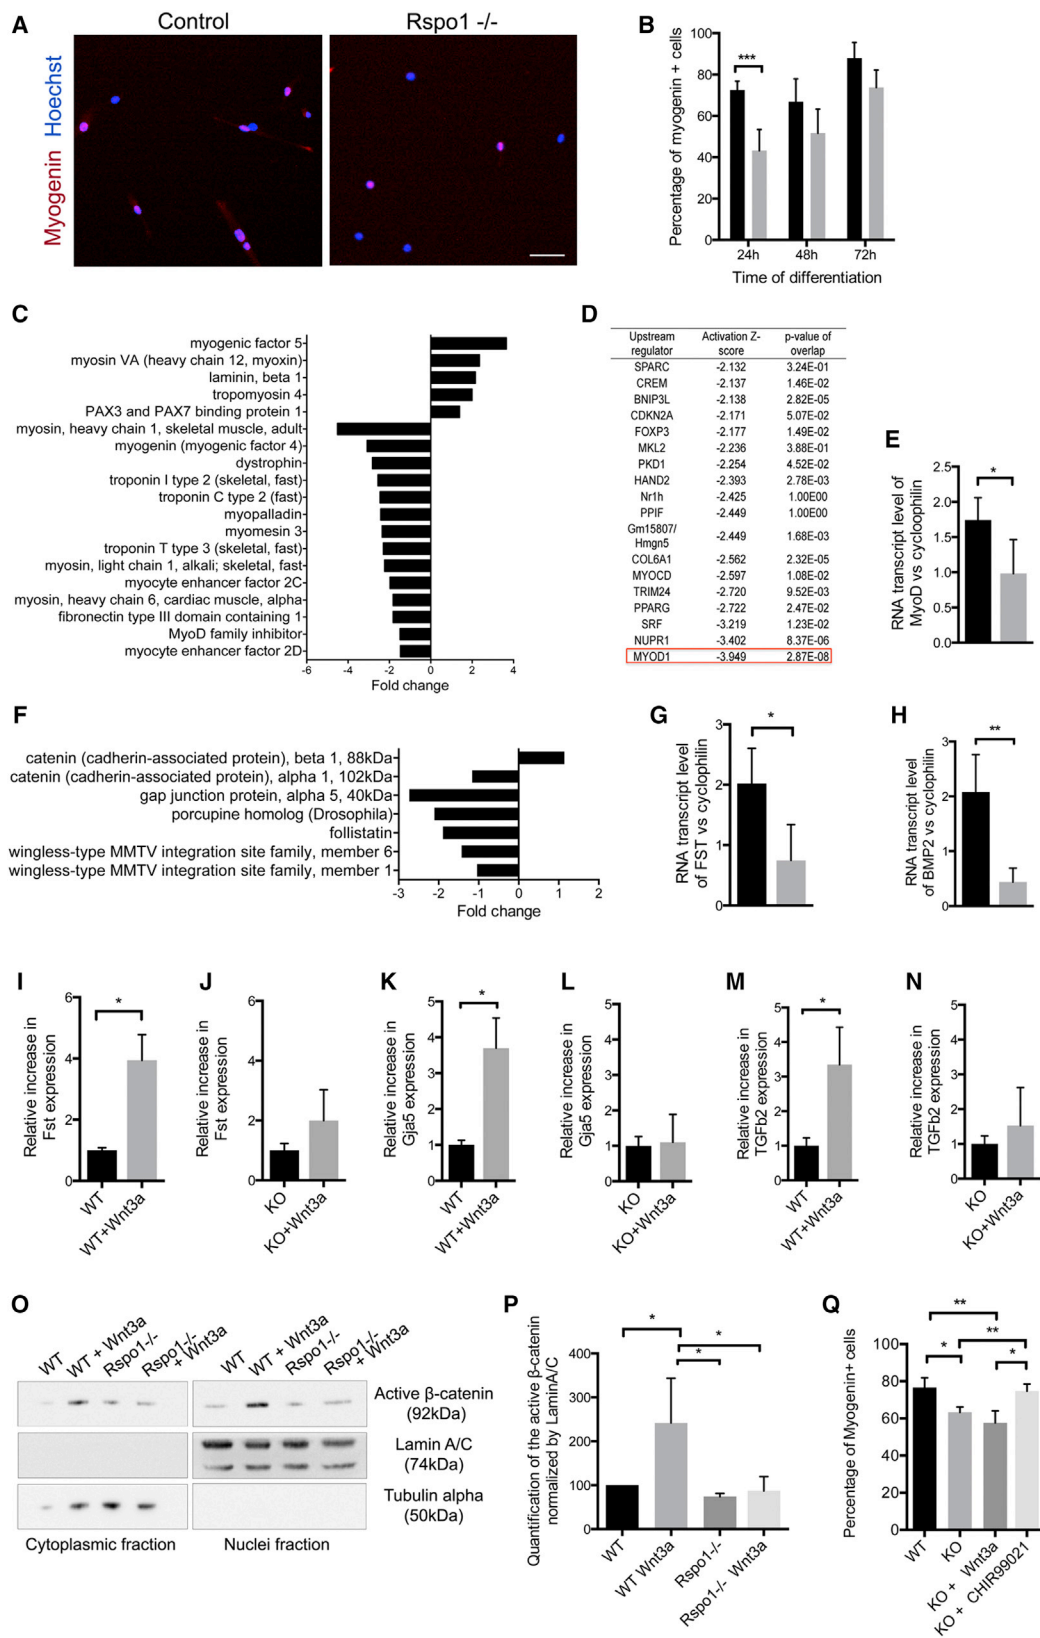 A
Control
Rspo1 -/-
Myogenin Hoechst
B
***
Percentage of myogenin + cells
100
80
60
40
20
0
24h
48h
72h
Time of differentiation
C
myogenic factor 5
myosin VA (heavy chain 12, myoxin)
laminin, beta 1
tropomyosin 4
PAX3 and PAX7 binding protein 1
myosin, heavy chain 1, skeletal muscle, adult
myogenin (myogenic factor 4)
dystrophin
troponin I type 2 (skeletal, fast)
troponin C type 2 (fast)
myopalladin
myomesin 3
troponin T type 3 (skeletal, fast)
myosin, light chain 1, alkali; skeletal, fast
myocyte enhancer factor 2C
myosin, heavy chain 6, cardiac muscle, alpha
fibronectin type III domain containing 1
MyoD family inhibitor
myocyte enhancer factor 2D
-6 -4 -2 0 2 4
Fold change
D
Upstream regulator Activation Z-score p-value of overlap
SPARC -2.132 3.24E-01
CREM -2.137 1.46E-02
BNIP3L -2.138 2.82E-05
CDKN2A -2.171 5.07E-02
FOXP3 -2.177 1.49E-02
MKL2 -2.236 3.88E-01
PKD1 -2.254 4.52E-02
HAND2 -2.393 2.78E-03
Nr1h -2.425 1.00E00
PPIF -2.449 1.00E00
Gm15807/Hmgn5 -2.449 1.68E-03
COL6A1 -2.562 2.32E-05
MYOCD -2.597 1.08E-02
TRIM24 -2.720 9.52E-03
PPARG -2.722 2.47E-02
SRF -3.219 1.23E-02
NUPR1 -3.402 8.37E-06
MYOD1 -3.949 2.87E-08
E
*
RNA transcript level of
MyoD vs cycloophilin
2.5
2.0
1.5
1.0
0.5
0.0
F
catenin (cadherin-associated protein), beta 1, 88kDa
catenin (cadherin-associated protein), alpha 1, 102kDa
gap junction protein, alpha 5, 40kDa
porcupine homolog (Drosophila)
follistatin
wingless-type MMTV integration site family, member 6
wingless-type MMTV integration site family, member 1
-3 -2 -1 0 1 2
Fold change
G
*
RNA transcript level
of FST vs cyclophilin
3
2
1
0
H
**
RNA transcript level
of BMP2 vs cyclophilin
3
2
1
0
I
*
Relative increase in
Fst expression
6
4
2
0
WT
WT+Wnt3a
J
Relative increase in
Fst expression
6
4
2
0
KO
KO+Wnt3a
K
*
Relative increase in
Gja5 expression
5
4
3
2
1
0
WT
WT+Wnt3a
L
Relative increase in
Gja5 expression
5
4
3
2
1
0
KO
KO+Wnt3a
M
*
Relative increase in
TGFb2 expression
5
4
3
2
1
0
WT
WT+Wnt3a
N
Relative increase in
TGFb2 expression
5
4
3
2
1
0
KO
KO+Wnt3a
O
WT
WT + Wnt3a
Rspo1-/-
Rspo1-/-
+ Wnt3a
WT
WT + Wnt3a
Rspo1-/-
Rspo1-/-
+ Wnt3a
Active β-catenin
(92kDa)
Lamin A/C
(74kDa)
Tubulin alpha
(50kDa)
Cytoplasmic fraction
Nuclei fraction
P
*
*
*
Quantification of the active β-catenin
normalized by LaminA/C
400
300
200
100
0
WT
WT Wnt3a
Rspo1-/-
Rspo1-/- Wnt3a
Q
**
*
**
*
Percentage of Myogenin+ cells
100
80
60
40
20
0
WT
KO
KO + Wnt3a
KO + CHIR99021